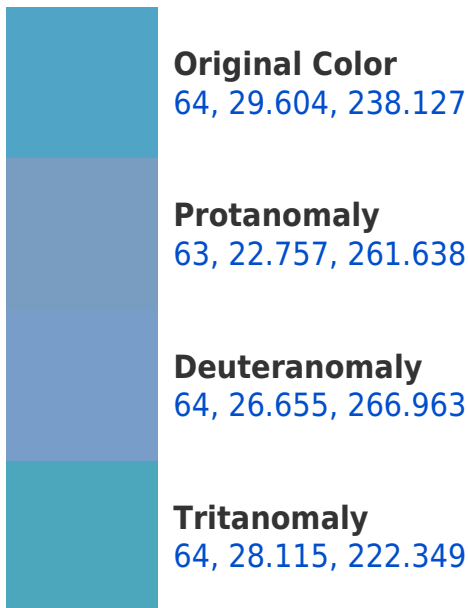 Original Color
64, 29.604, 238.127
Protanomaly
63, 22.757, 261.638
Deuteranomaly
64, 26.655, 266.963
Tritanomaly
64, 28.115, 222.349